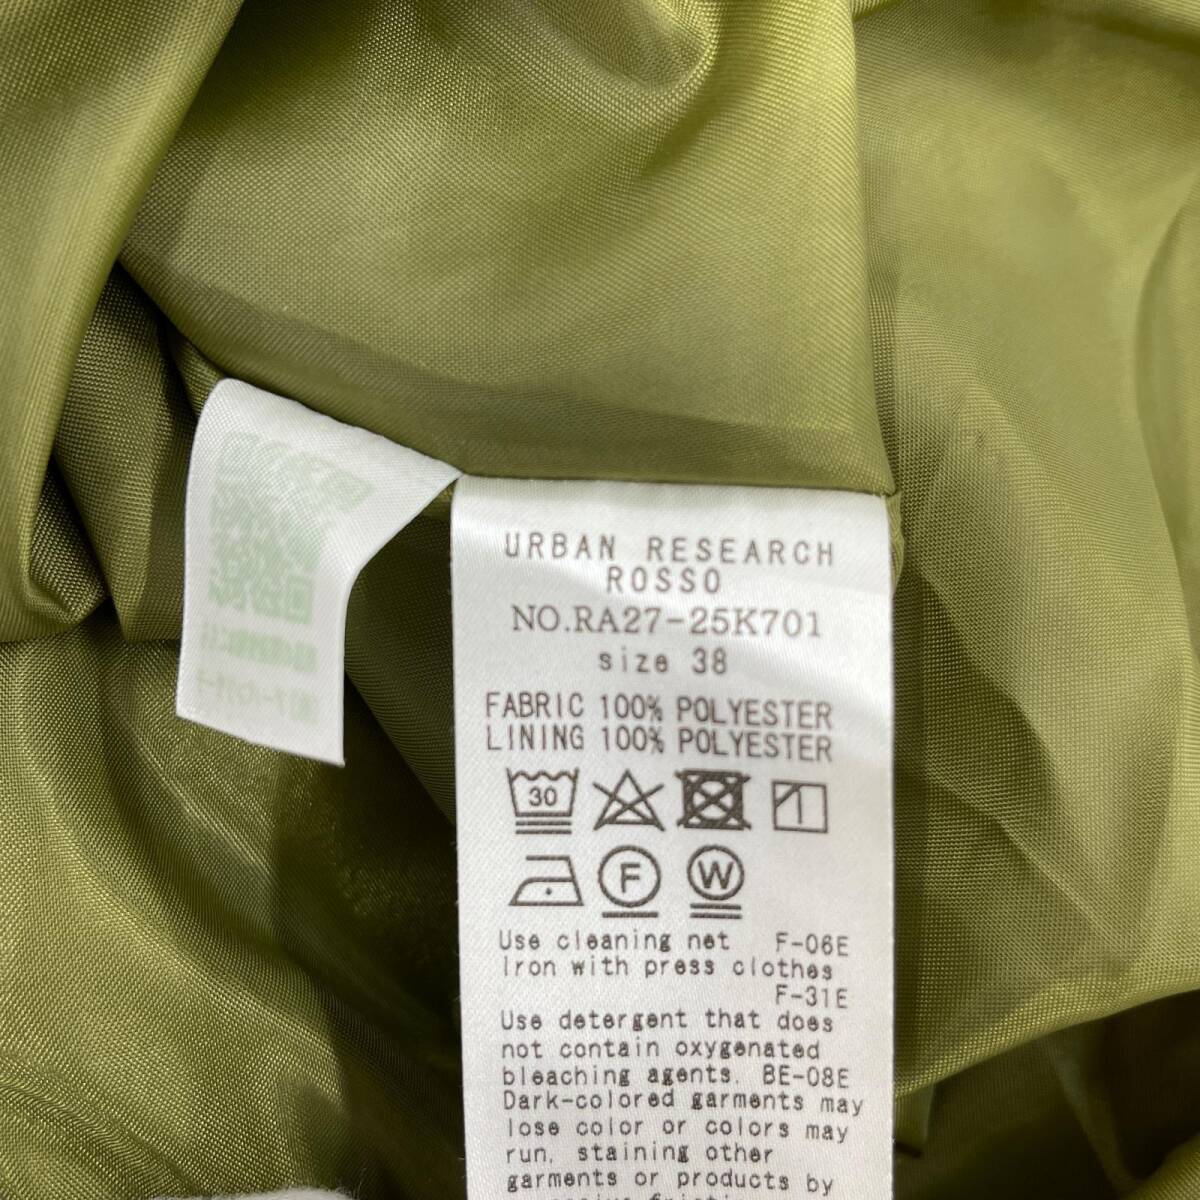 URBAN RESEARCH
ROSSO
NO.RA27-25K701
size 38
FABRIC 100% POLYESTER
LINING 100% POLYESTER
30
F W
Use cleaning net F-06E
Iron with press clothes
F-31E
Use detergent that does
not contain oxygenated
bleaching agents. BE-08E
Dark-colored garments may
lose color or colors may
run, staining other
garments or products by